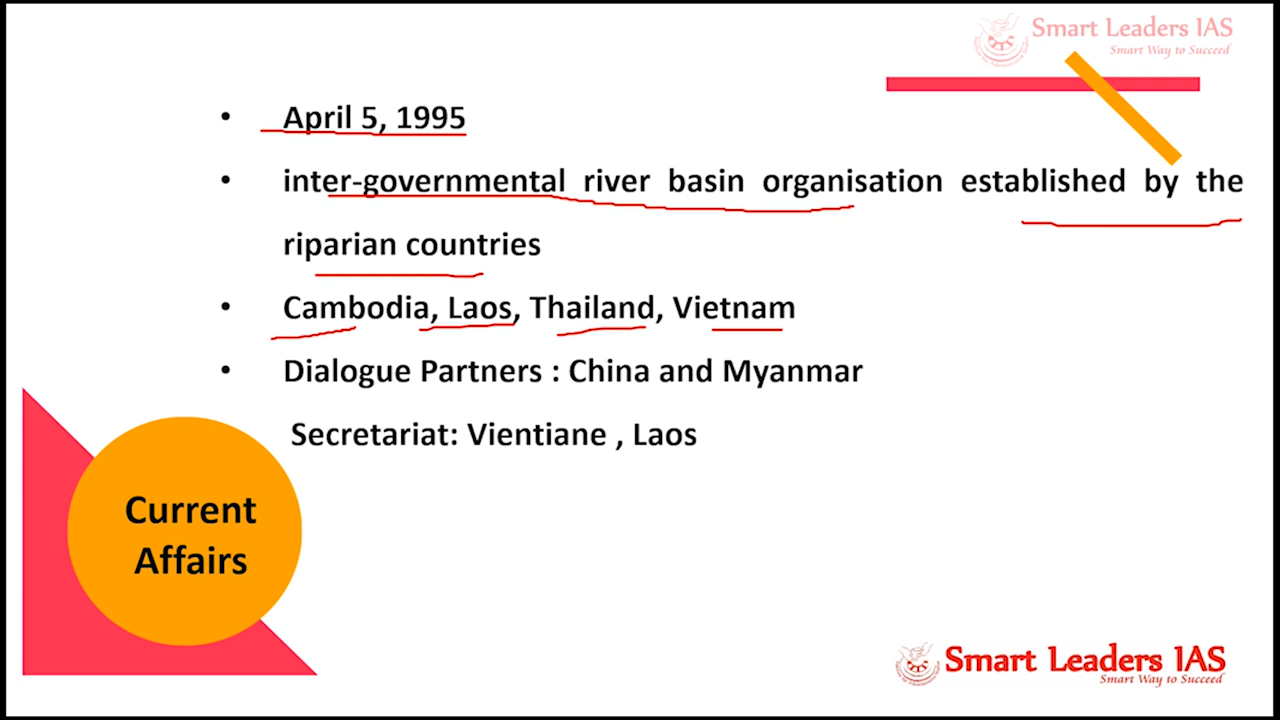 Smart Leaders IAS
Smart Way to Succeed
• April 5, 1995
• inter-governmental river basin organisation established by the
riparian countries
• Cambodia, Laos, Thailand, Vietnam
• Dialogue Partners : China and Myanmar
Secretariat: Vientiane , Laos
Current
Affairs
Smart Leaders IAS
Smart Way to Succeed